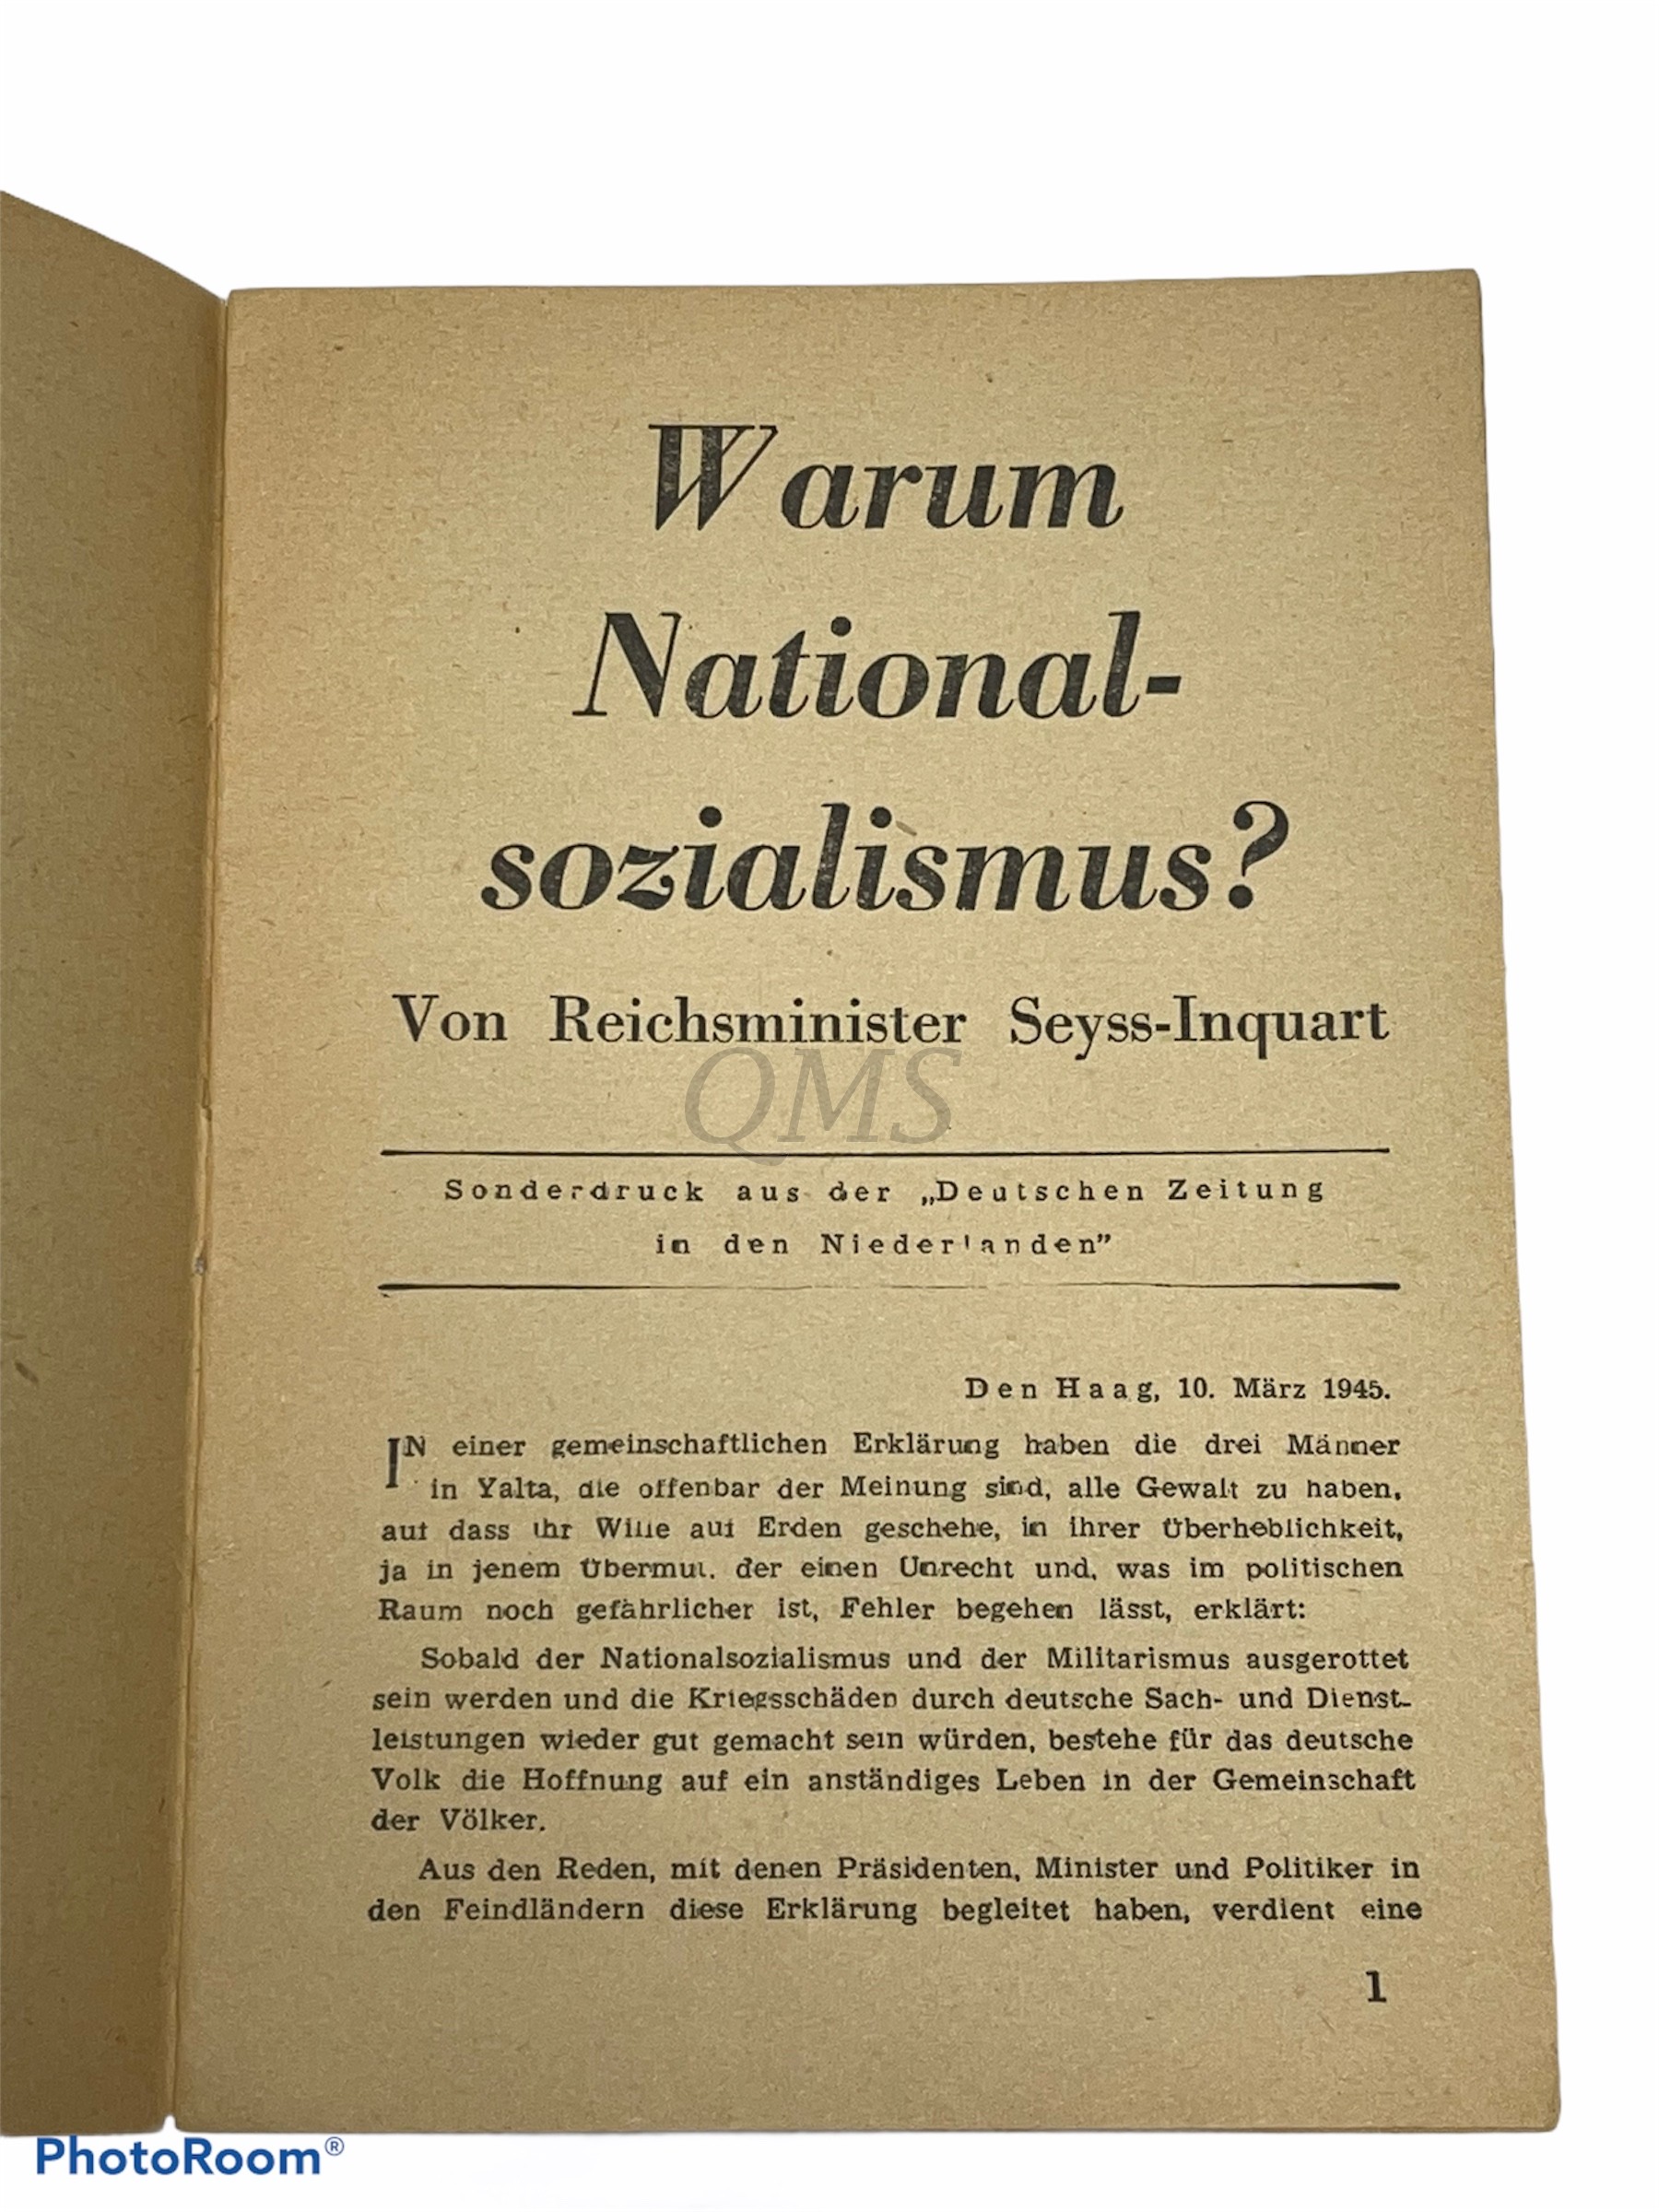 Warum
National-
sozialismus?
Von Reichsminister Seyss-Inquart
QMS
Sonderdruck aus der „Deutschen Zeitung
in den Niederlanden”
Den Haag, 10. März 1945.
IN einer gemeinschaftlichen Erklärung haben die drei Männer
in Yalta, die offenbar der Meinung sind, alle Gewalt zu haben,
auf dass ihr Wille auf Erden geschehe, in ihrer Überheblichkeit,
ja in jenem Übermut, der einen Unrecht und, was im politischen
Raum noch gefährlicher ist, Fehler begehen lässt, erklärt:
Sobald der Nationalsozialismus und der Militarismus ausgerottet
sein werden und die Kriegsschäden durch deutsche Sach- und Dienst-
leistungen wieder gut gemacht sein würden, bestehe für das deutsche
Volk die Hoffnung auf ein anständiges Leben in der Gemeinschaft
der Völker.
Aus den Reden, mit denen Präsidenten, Minister und Politiker in
den Feindländern diese Erklärung begleitet haben, verdient eine
1
PhotoRoom®